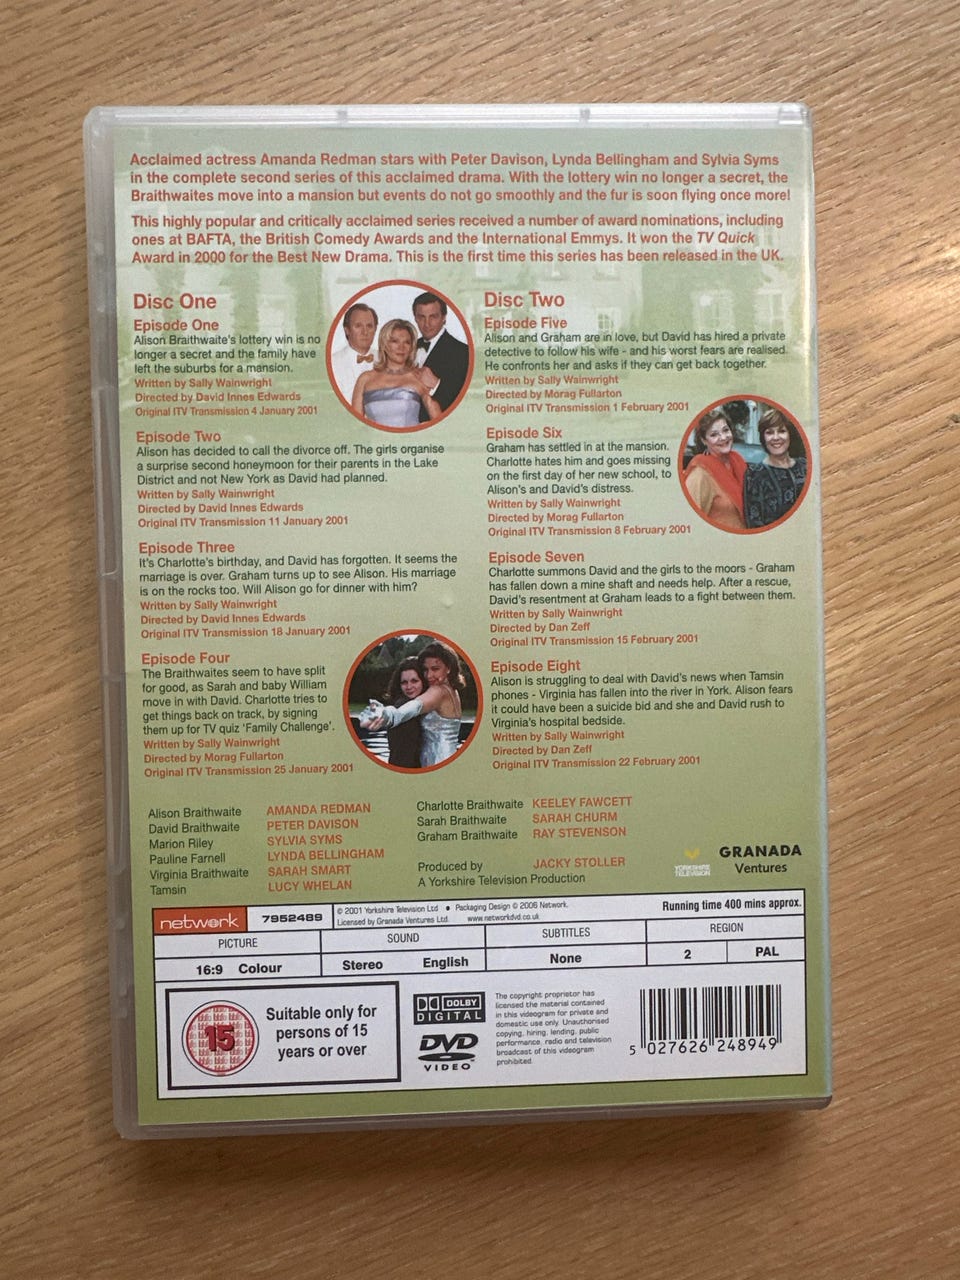 Acclaimed actress Amanda Redman stars with Peter Davison, Lynda Bellingham and Sylvia Syms
in the complete second series of this acclaimed drama. With the lottery win no longer a secret, the
Braithwaites move into a mansion but events do not go smoothly and the fur is soon flying once more!
This highly popular and critically acclaimed series received a number of award nominations, including
ones at BAFTA, the British Comedy Awards and the International Emmys. It won the TV Quick
Award in 2000 for the Best New Drama. This is the first time this series has been released in the UK.
Disc One
Episode One
Alison Braithwaite's lottery win is no
longer a secret and the family have
left the suburbs for a mansion.
Written by Sally Wainwright
Directed by David Innes Edwards
Original ITV Transmission 4 January 2001
Episode Two
Alison has decided to call the divorce off. The girls organise
a surprise second honeymoon for their parents in the Lake
District and not New York as David had planned.
Written by Sally Wainwright
Directed by David Innes Edwards
Original ITV Transmission 11 January 2001
Episode Three
It's Charlotte's birthday, and David has forgotten. It seems the
marriage is over. Graham turns up to see Alison. His marriage
is on the rocks too. Will Alison go for dinner with him?
Written by Sally Wainwright
Directed by David Innes Edwards
Original ITV Transmission 18 January 2001
Episode Four
The Braithwaites seem to have split
for good, as Sarah and baby William
move in with David. Charlotte tries to
get things back on track, by signing
them up for TV quiz 'Family Challenge'.
Written by Sally Wainwright
Directed by Morag Fullarton
Original ITV Transmission 25 January 2001
Disc Two
Episode Five
Alison and Graham are in love, but David has hired a private
detective to follow his wife - and his worst fears are realised.
He confronts her and asks if they can get back together.
Written by Sally Wainwright
Directed by Morag Fullarton
Original ITV Transmission 1 February 2001
Episode Six
Graham has settled in at the mansion.
Charlotte hates him and goes missing
on the first day of her new school, to
Alison's and David's distress.
Written by Sally Wainwright
Directed by Morag Fullarton
Original ITV Transmission 8 February 2001
Episode Seven
Charlotte summons David and the girls to the moors - Graham
has fallen down a mine shaft and needs help. After a rescue,
David's resentment at Graham leads to a fight between them.
Written by Sally Wainwright
Directed by Dan Zeff
Original ITV Transmission 15 February 2001
Episode Eight
Alison is struggling to deal with David's news when Tamsin
phones - Virginia has fallen into the river in York. Alison fears
it could have been a suicide bid and she and David rush to
Virginia's hospital bedside.
Written by Sally Wainwright
Directed by Dan Zeff
Original ITV Transmission 22 February 2001
Alison Braithwaite AMANDA REDMAN
David Braithwaite PETER DAVISON
Marion Riley SYLVIA SYMS
Pauline Farnell LYNDA BELLINGHAM
Virginia Braithwaite SARAH SMART
Tamsin LUCY WHELAN
Charlotte Braithwaite KEELEY FAWCETT
Sarah Braithwaite SARAH CHURM
Graham Braithwaite RAY STEVENSON
Produced by JACKY STOLLER
A Yorkshire Television Production
YORKSHIRE
TELEVISION
GRANADA
Ventures
network
7952489
© 2001 Yorkshire Television Ltd • Packaging Design © 2006 Network.
Licensed by Granada Ventures Ltd. www.networkdvd.co.uk
Running time 400 mins approx.
PICTURE SOUND SUBTITLES REGION
16:9 Colour Stereo English None 2 PAL
15
Suitable only for
persons of 15
years or over
DOLBY
DIGITAL
DVD
VIDEO
The copyright proprietor has
licensed the material contained
in this videogram for private and
domestic use only. Unauthorised
copying, hiring, lending, public
performance, radio and television
broadcast of this videogram
prohibited.
5 027626 248949